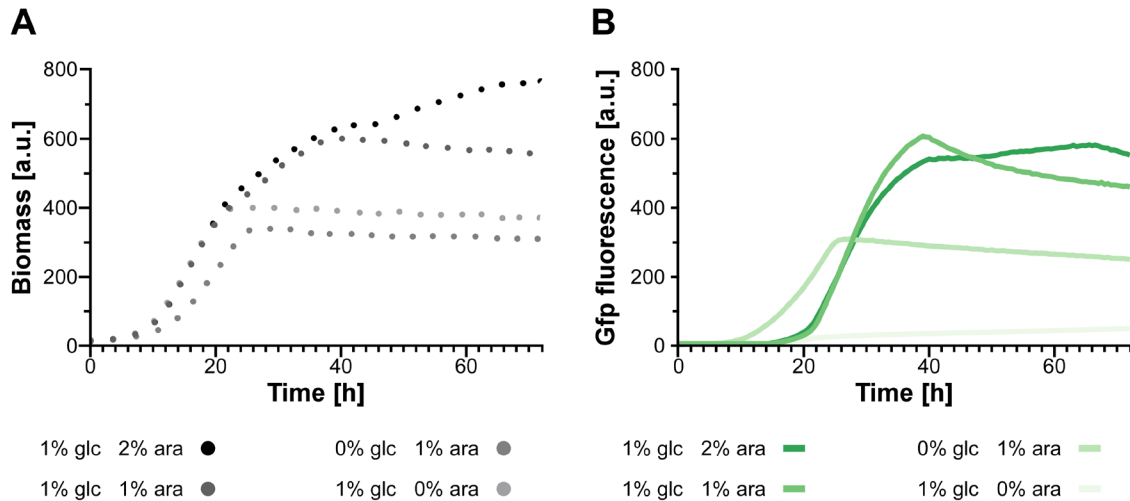 A
B
800
600
400
200
0
Biomass [a.u.]
0 20 40 60
Time [h]
800
600
400
200
0
Gfp fluorescence [a.u.]
0 20 40 60
Time [h]
1% glc 2% ara
0% glc 1% ara
1% glc 1% ara
1% glc 0% ara
1% glc 2% ara
0% glc 1% ara
1% glc 1% ara
1% glc 0% ara